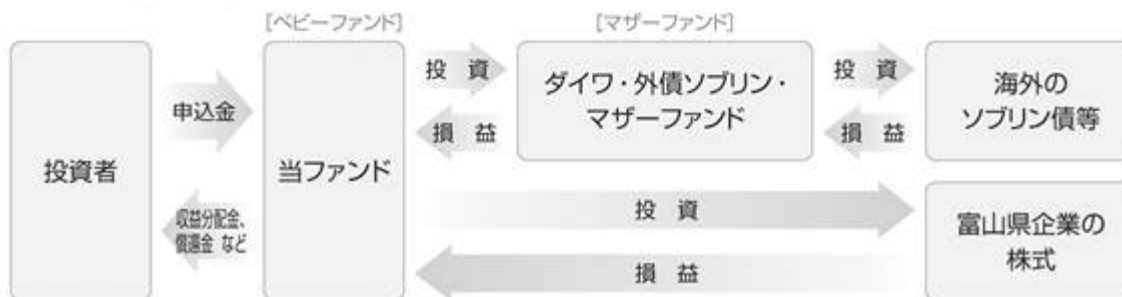 [ベビーファンド]
[マザーファンド]
投資者
申込金
収益分配金、
償還金 など
当ファンド
投 資
損 益
ダイワ・外債ソブリン・
マザーファンド
投 資
損 益
海外の
ソブリン債等
投 資
損 益
富山県企業の
株式